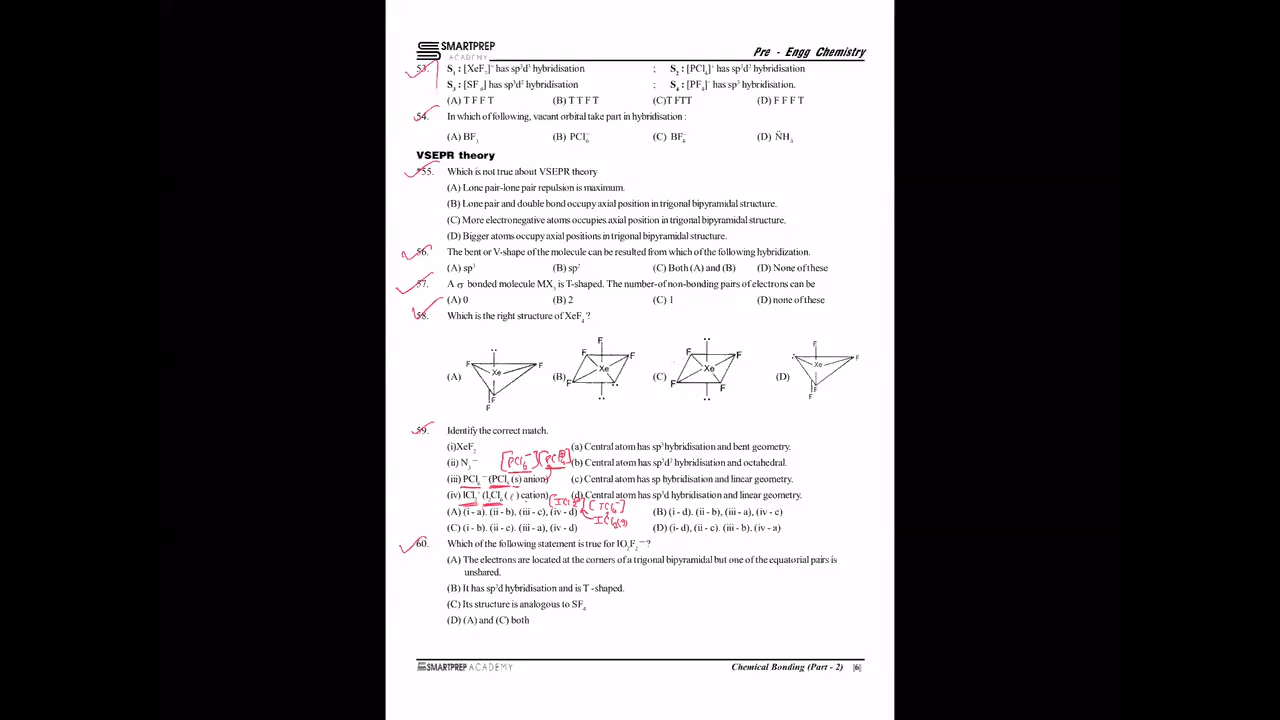 SMARTPREP
ACADEMY
Pre - Engg Chemistry
53. S₁ : [XeF₅]⁺ has sp³d³ hybridisation ; S₂ : [PCl₄]⁺ has sp³d² hybridisation
S₃ : [SF₄] has sp³d² hybridisation ; S₄ : [PF₄]⁺ has sp³ hybridisation.
(A) T F F T (B) T T F T (C)T FTT (D) F F F T
54. In which of following, vacant orbital take part in hybridisation :
(A) BF₃ (B) PCl₆⁻ (C) BF₄⁻ (D) N̈H₃
VSEPR theory
*55. Which is not true about VSEPR theory
(A) Lone pair-lone pair repulsion is maximum.
(B) Lone pair and double bond occupy axial position in trigonal bipyramidal structure.
(C) More electronegative atoms occupies axial position in trigonal bipyramidal structure.
(D) Bigger atoms occupy axial positions in trigonal bipyramidal structure.
56. The bent or V-shape of the molecule can be resulted from which of the following hybridization.
(A) sp³ (B) sp² (C) Both (A) and (B) (D) None of these
57. A σ bonded molecule MX₃ is T-shaped. The number-of non-bonding pairs of electrons can be
(A) 0 (B) 2 (C) 1 (D) none of these
58. Which is the right structure of XeF₄ ?
(A) F Xe F F F (B) F F F Xe F (C) F F Xe F F (D) F F Xe F F
59. Identify the correct match.
(i)XeF₂ (a) Central atom has sp³ hybridisation and bent geometry.
[PCl₆⁻]
(ii) N₃⁻ (b) Central atom has sp³d² hybridisation and octahedral.
(iii) PCl₆⁻ (PCl₅ (s) anion) (c) Central atom has sp hybridisation and linear geometry.
(iv) ICl₂⁺ (I₂Cl₆ (ℓ) cation) (d) Central atom has sp³d hybridisation and linear geometry.
(A) (i - a). (ii - b), (iii - c), (iv - d) (B) (i - d). (ii - b), (iii - a), (iv - c)
(C) (i - b). (ii - c). (iii - a), (iv - d) (D) (i- d), (ii - c). (iii - b), (iv - a)
60. Which of the following statement is true for IO₂F₂⁻ ?
(A) The electrons are located at the corners of a trigonal bipyramidal but one of the equatorial pairs is
unshared.
(B) It has sp³d hybridisation and is T -shaped.
(C) Its structure is analogous to SF₄
(D) (A) and (C) both
SMARTPREP ACADEMY
Chemical Bonding (Part - 2) [6]